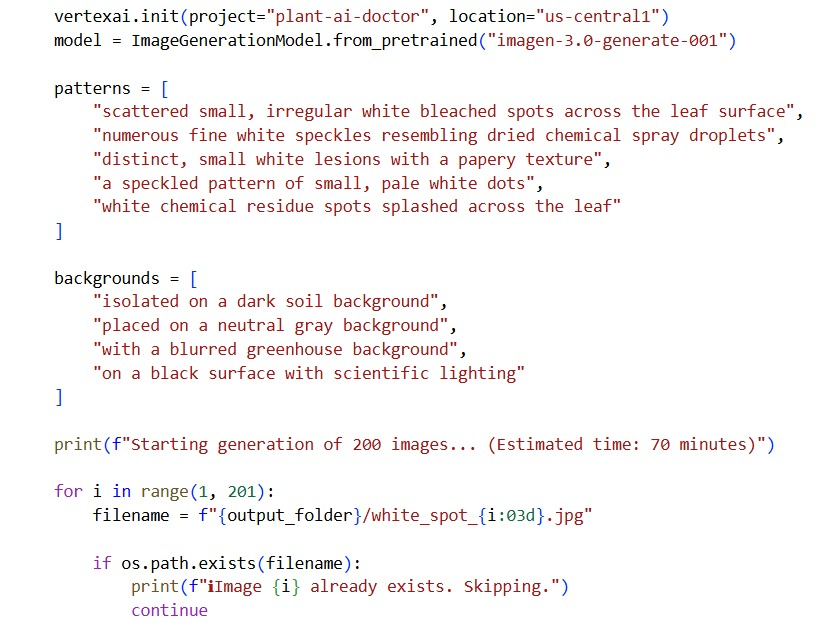 vertexai.init(project="plant-ai-doctor", location="us-central1")
model = ImageGenerationModel.from_pretrained("imagen-3.0-generate-001")

patterns = [
    "scattered small, irregular white bleached spots across the leaf surface",
    "numerous fine white speckles resembling dried chemical spray droplets",
    "distinct, small white lesions with a papery texture",
    "a speckled pattern of small, pale white dots",
    "white chemical residue spots splashed across the leaf"
]

backgrounds = [
    "isolated on a dark soil background",
    "placed on a neutral gray background",
    "with a blurred greenhouse background",
    "on a black surface with scientific lighting"
]

print(f"Starting generation of 200 images... (Estimated time: 70 minutes)")

for i in range(1, 201):
    filename = f"{output_folder}/white_spot_{i:03d}.jpg"

    if os.path.exists(filename):
        print(f"ℹImage {i} already exists. Skipping.")
        continue